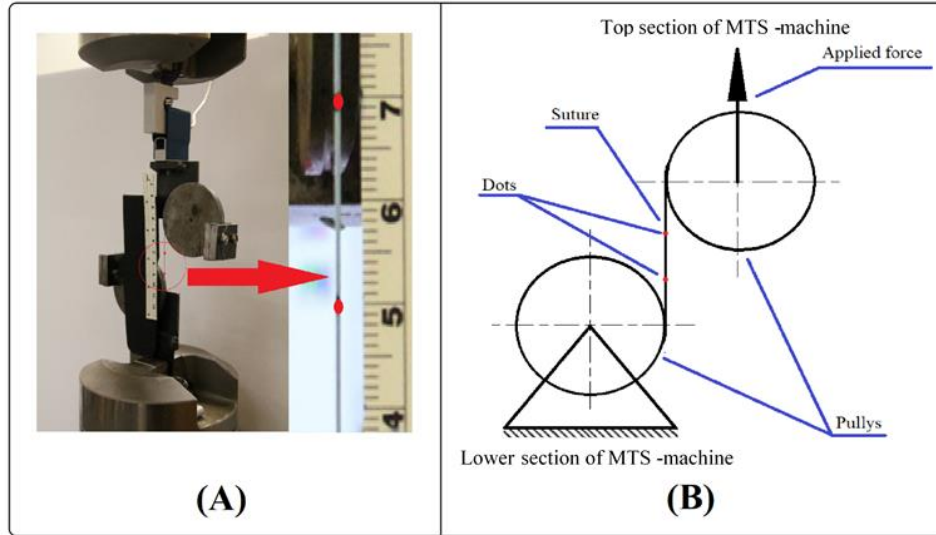 7
6
5
4
(A)
Top section of MTS -machine
Applied force
Suture
Dots
Pullys
Lower section of MTS -machine
(B)